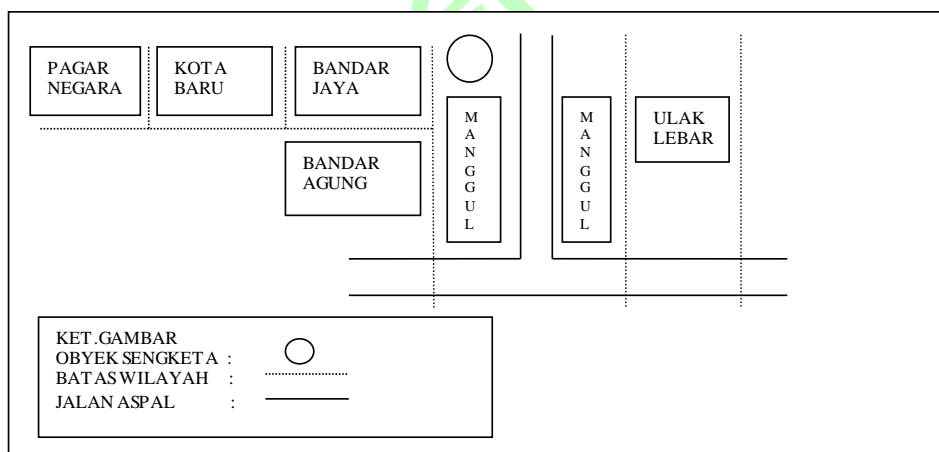 PAGAR
NEGARA
KOTA
BARU
BANDAR
JAYA
M
A
N
G
G
U
L
M
A
N
G
G
U
L
ULAK
LEBAR
BANDAR
AGUNG
KET.GAMBAR
OBYEK SENGKETA :
BATAS WILAYAH :
JALAN ASPAL :